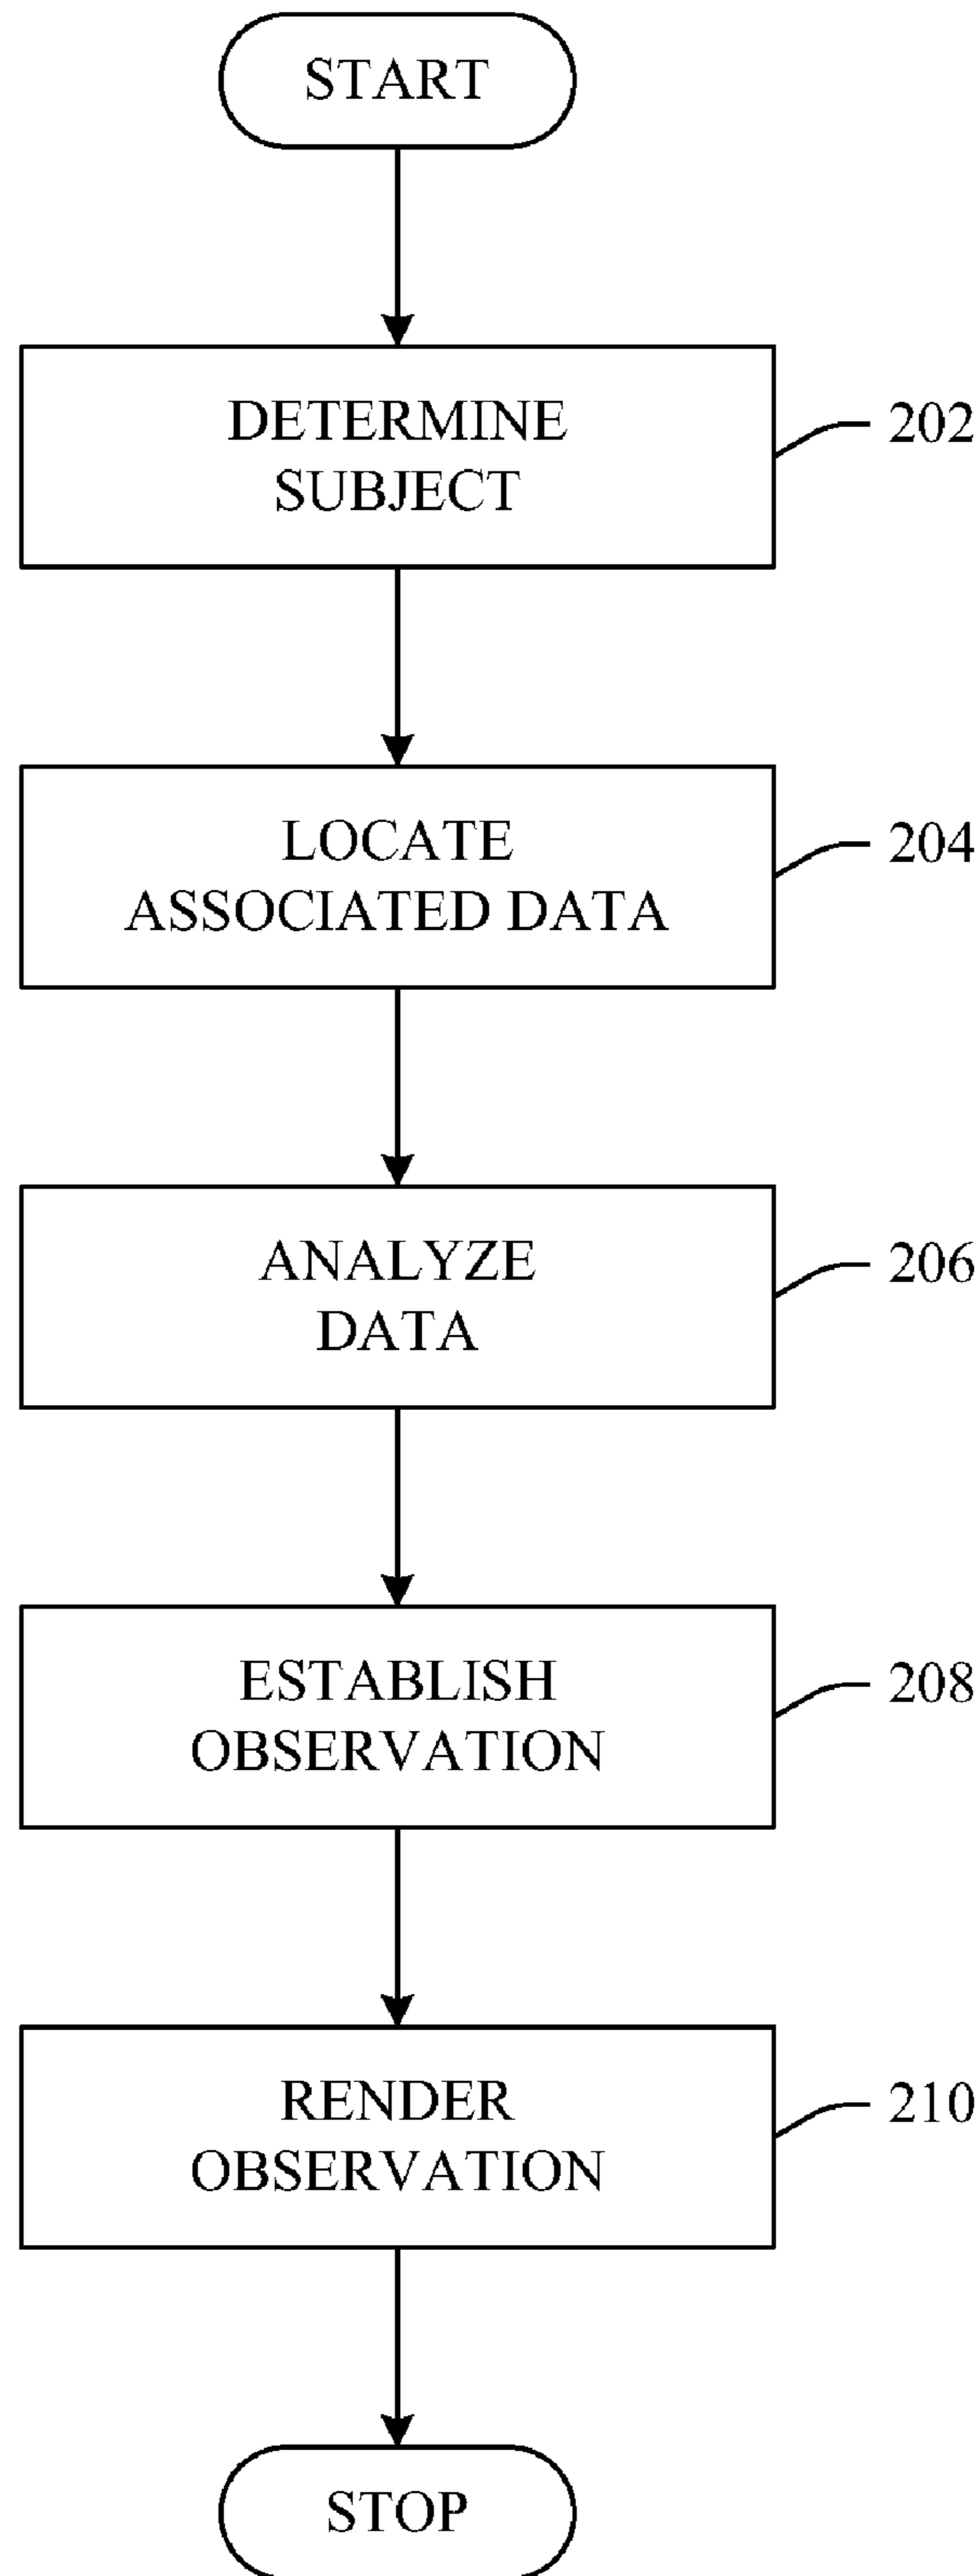 START
DETERMINE
SUBJECT
202
LOCATE
ASSOCIATED DATA
204
ANALYZE
DATA
206
ESTABLISH
OBSERVATION
208
RENDER
OBSERVATION
210
STOP